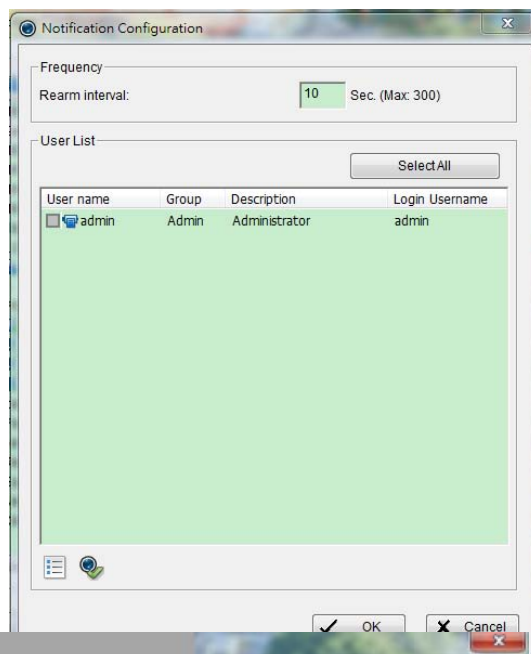 Notification Configuration
Frequency
Rearm interval: 10 Sec. (Max: 300)
User List
Select All
User name Group Description Login Username
admin Admin Administrator admin
OK Cancel